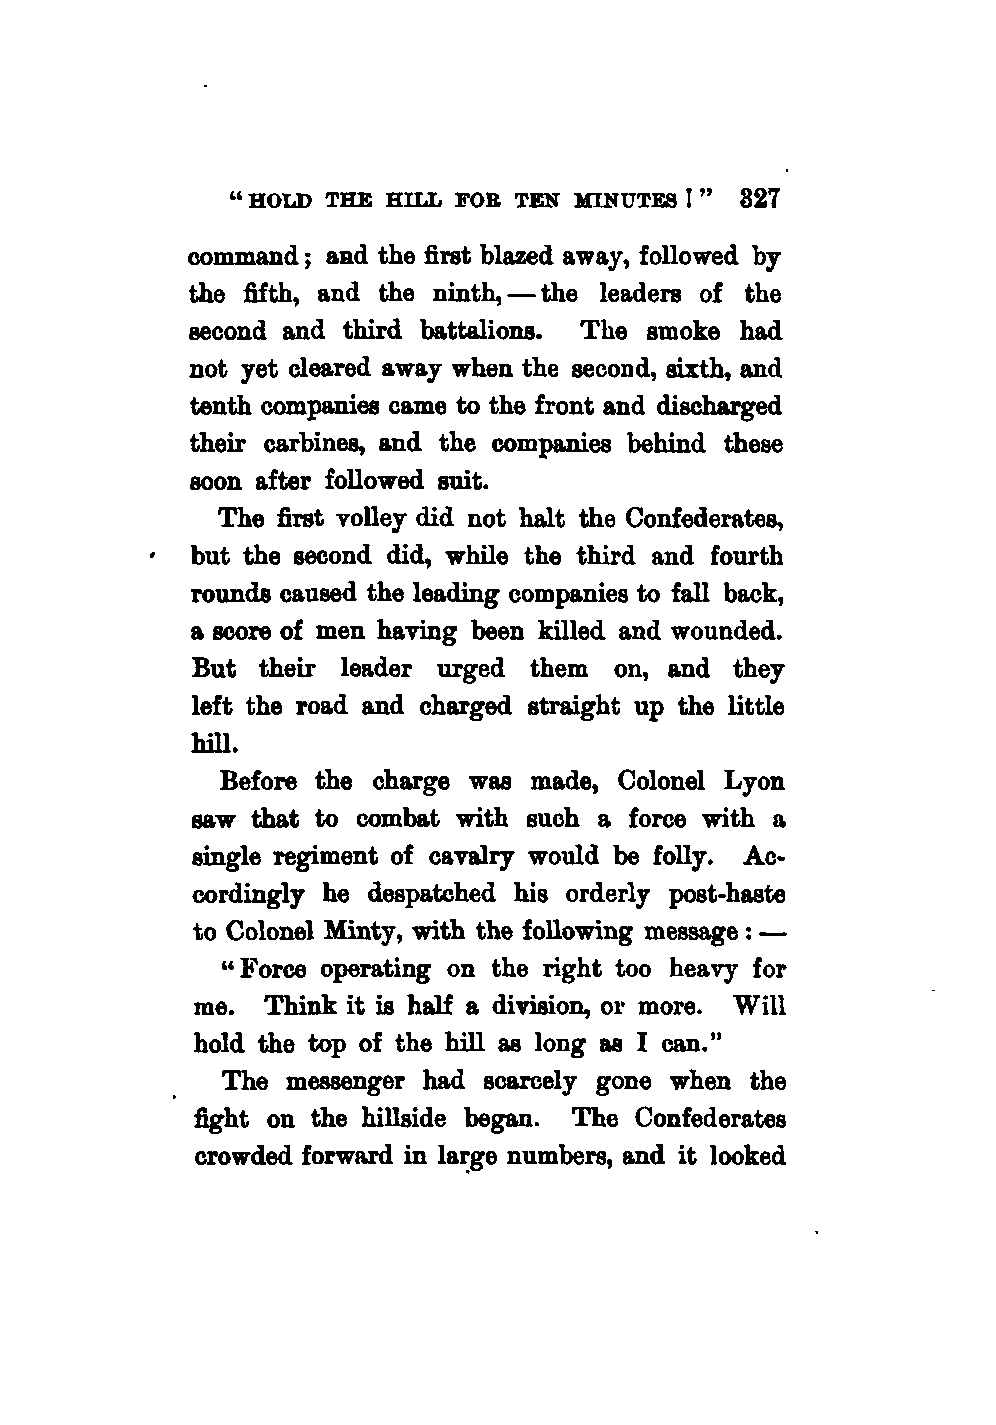 "HOLD THE HILL FOR TEN MINUTES!" 327
command; and the first blazed away, followed by
the fifth, and the ninth,—the leaders of the
second and third battalions. The smoke had
not yet cleared away when the second, sixth, and
tenth companies came to the front and discharged
their carbines, and the companies behind these
soon after followed suit.
The first volley did not halt the Confederates,
but the second did, while the third and fourth
rounds caused the leading companies to fall back,
a score of men having been killed and wounded.
But their leader urged them on, and they
left the road and charged straight up the little
hill.
Before the charge was made, Colonel Lyon
saw that to combat with such a force with a
single regiment of cavalry would be folly. Ac-
cordingly he despatched his orderly post-haste
to Colonel Minty, with the following message:—
"Force operating on the right too heavy for
me. Think it is half a division, or more. Will
hold the top of the hill as long as I can."
The messenger had scarcely gone when the
fight on the hillside began. The Confederates
crowded forward in large numbers, and it looked